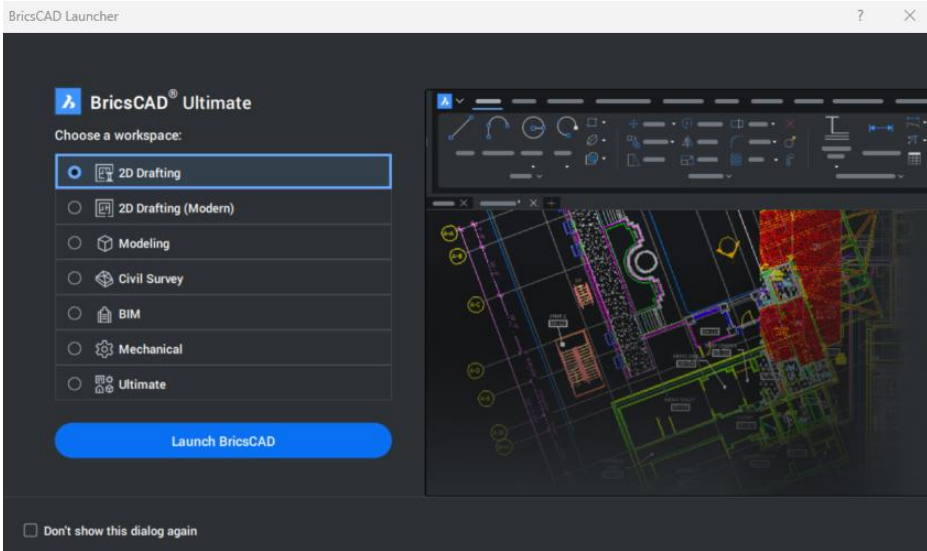 BricsCAD Launcher
BricsCAD® Ultimate
Choose a workspace:
2D Drafting
2D Drafting (Modern)
Modeling
Civil Survey
BIM
Mechanical
Ultimate
Launch BricsCAD
Don't show this dialog again